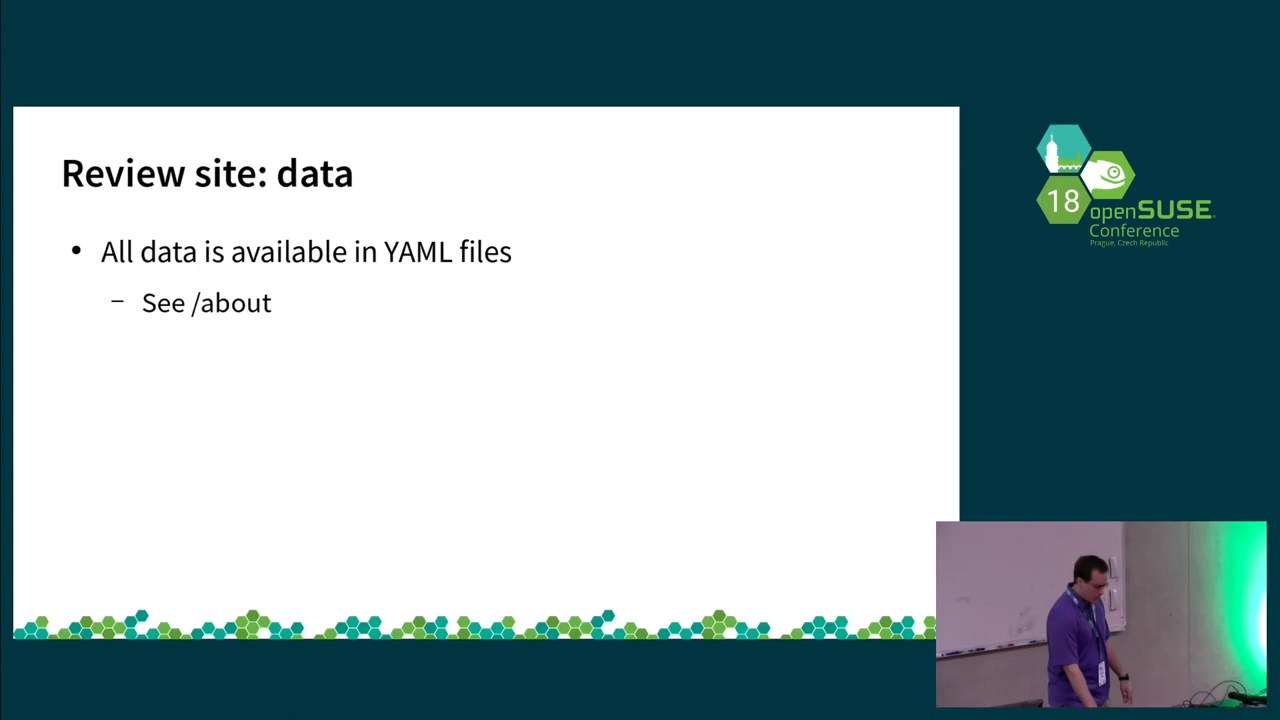 Review site: data
• All data is available in YAML files
– See /about
18
openSUSE
Conference
Prague, Czech Republic